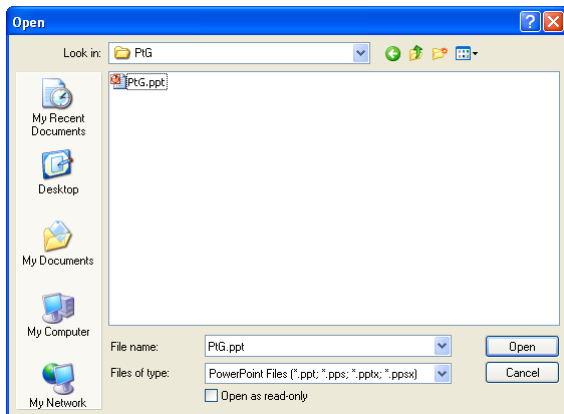 Open
Look in:
PtG
PtG.ppt
My Recent
Documents
Desktop
My Documents
My Computer
My Network
File name:
PtG.ppt
Open
Files of type:
PowerPoint Files (*.ppt; *.pps; *.pptx; *.ppsx)
Cancel
Open as read-only